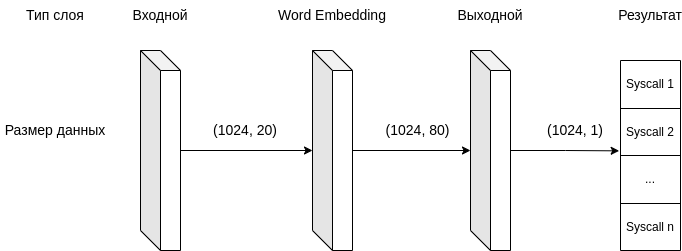 Тип слоя Входной Word Embedding Выходной Результат
Syscall 1
Размер данных (1024, 20) (1024, 80) (1024, 1) Syscall 2
...
Syscall n